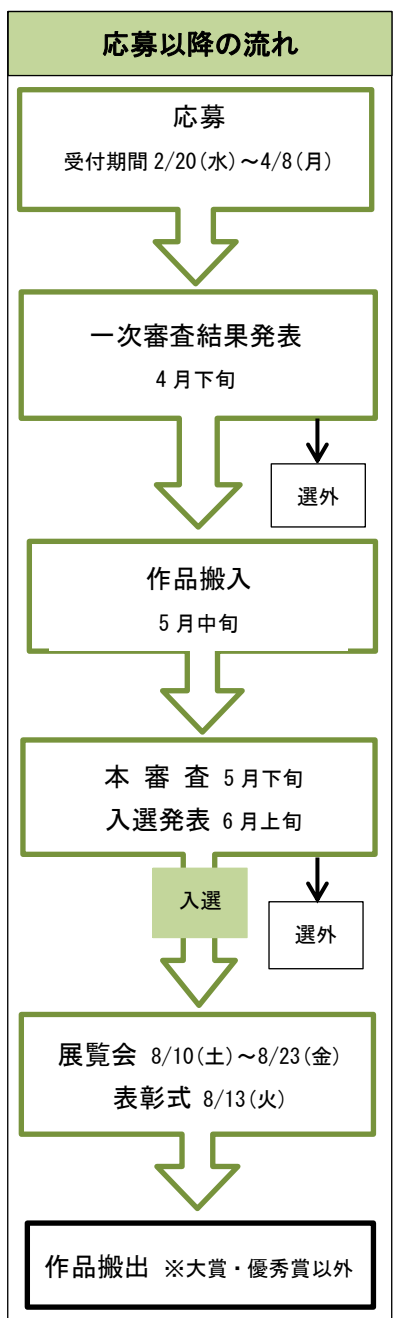 応募以降の流れ
応募
受付期間 2/20(水)～4/8(月)
一次審査結果発表
4月下旬
選外
作品搬入
5月中旬
本 審 査 5月下旬
入選発表 6月上旬
入選
選外
展覧会 8/10(土)～8/23(金)
表彰式 8/13(火)
作品搬出 ※大賞・優秀賞以外